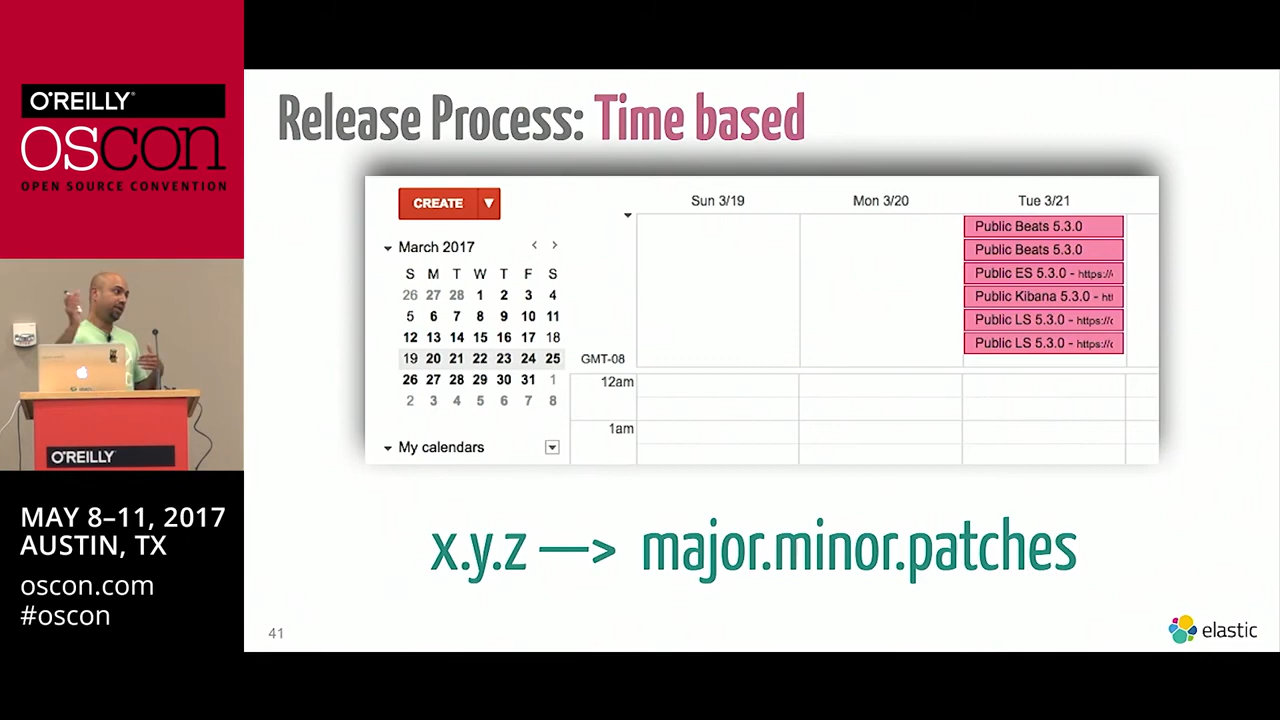 O'REILLY®
OSCON
OPEN SOURCE CONVENTION
O'REILLY
MAY 8–11, 2017
AUSTIN, TX
oscon.com
#oscon
Release Process: Time based
CREATE
March 2017
S M T W T F S
26 27 28 1 2 3 4
5 6 7 8 9 10 11
12 13 14 15 16 17 18
19 20 21 22 23 24 25
26 27 28 29 30 31 1
2 3 4 5 6 7 8
My calendars
Sun 3/19 Mon 3/20 Tue 3/21
Public Beats 5.3.0
Public Beats 5.3.0
Public ES 5.3.0 - https://
Public Kibana 5.3.0 - htt
Public LS 5.3.0 - https://
Public LS 5.3.0 - https://
GMT-08
12am
1am
x.y.z —> major.minor.patches
41
elastic